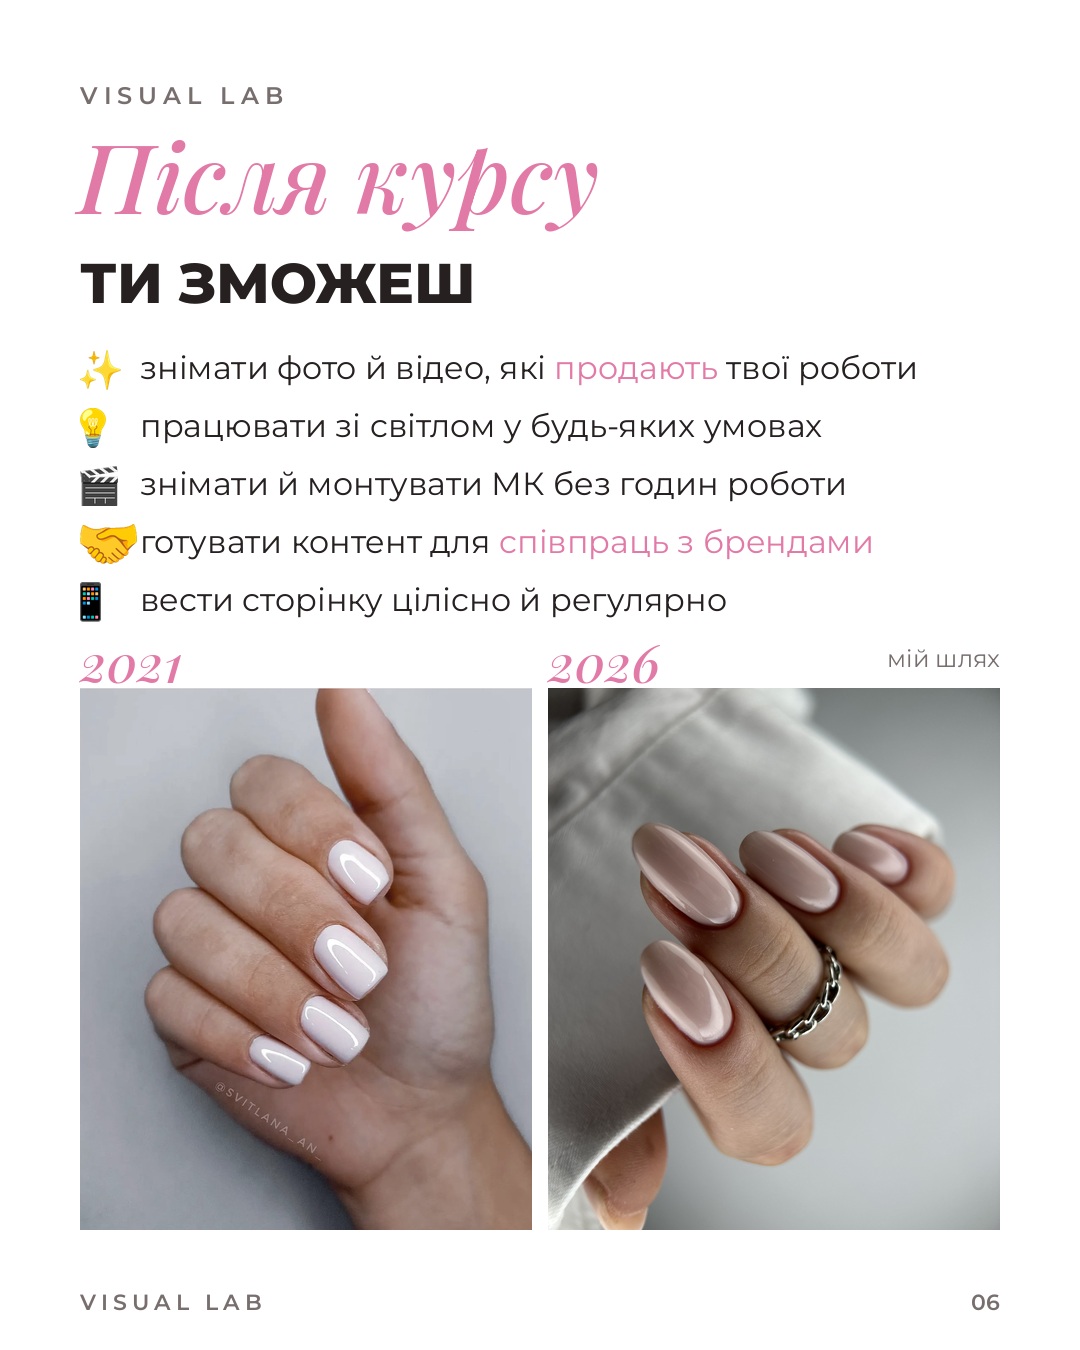 VISUAL LAB
Після курсу
ТИ ЗМОЖЕШ
✨ знімати фото й відео, які продають твої роботи
💡 працювати зі світлом у будь-яких умовах
🎬 знімати й монтувати МК без годин роботи
🤝 готувати контент для співпраць з брендами
📱 вести сторінку цілісно й регулярно
2021
2026
мій шлях
@SVITLANA_AN_
VISUAL LAB
06